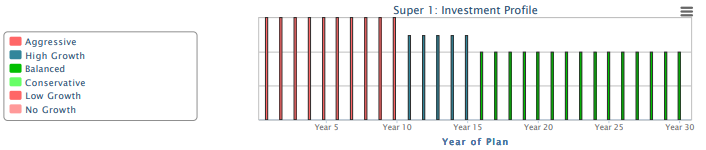 Super 1: Investment Profile
Aggressive
High Growth
Balanced
Conservative
Low Growth
No Growth
Year 5 Year 10 Year 15 Year 20 Year 25 Year 30
Year of Plan